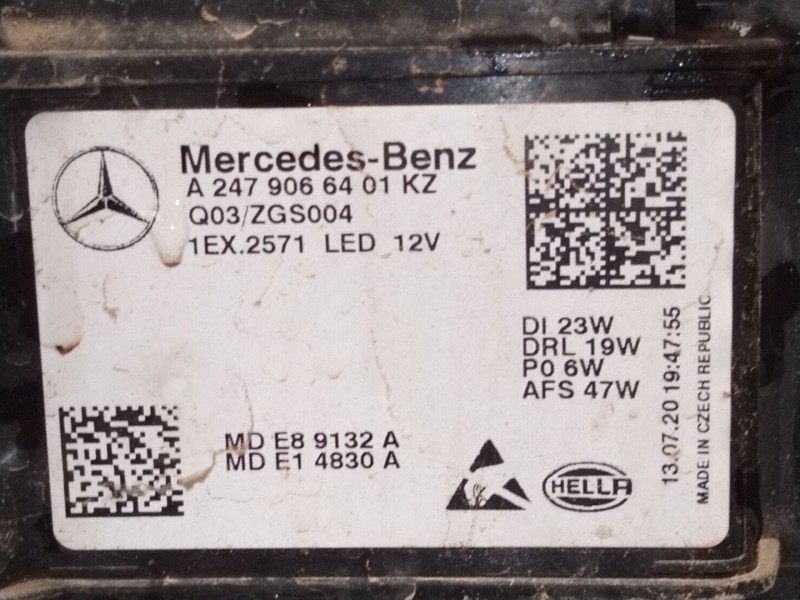 Mercedes-Benz
A 247 906 64 01 KZ
Q03/ZGS004
1EX.2571 LED 12V
DI 23W
DRL 19W
PO 6W
AFS 47W
13.07.20 19:47:55
MADE IN CZECH REPUBLIC
MD E8 9132 A
MD E1 4830 A
HELLA